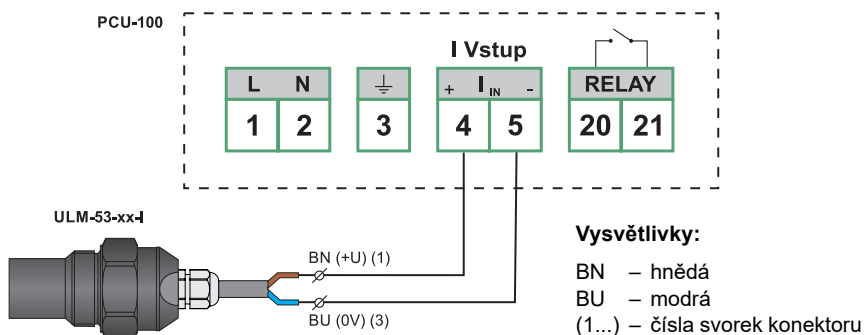 PCU-100
I Vstup
L N
+ I IN -
RELAY
1 2 3 4 5 20 21
ULM-53-xx-I
BN (+U) (1)
BU (0V) (3)
Vysvětlivky:
BN – hnědá
BU – modrá
(1...) – čísla svorek konektoru